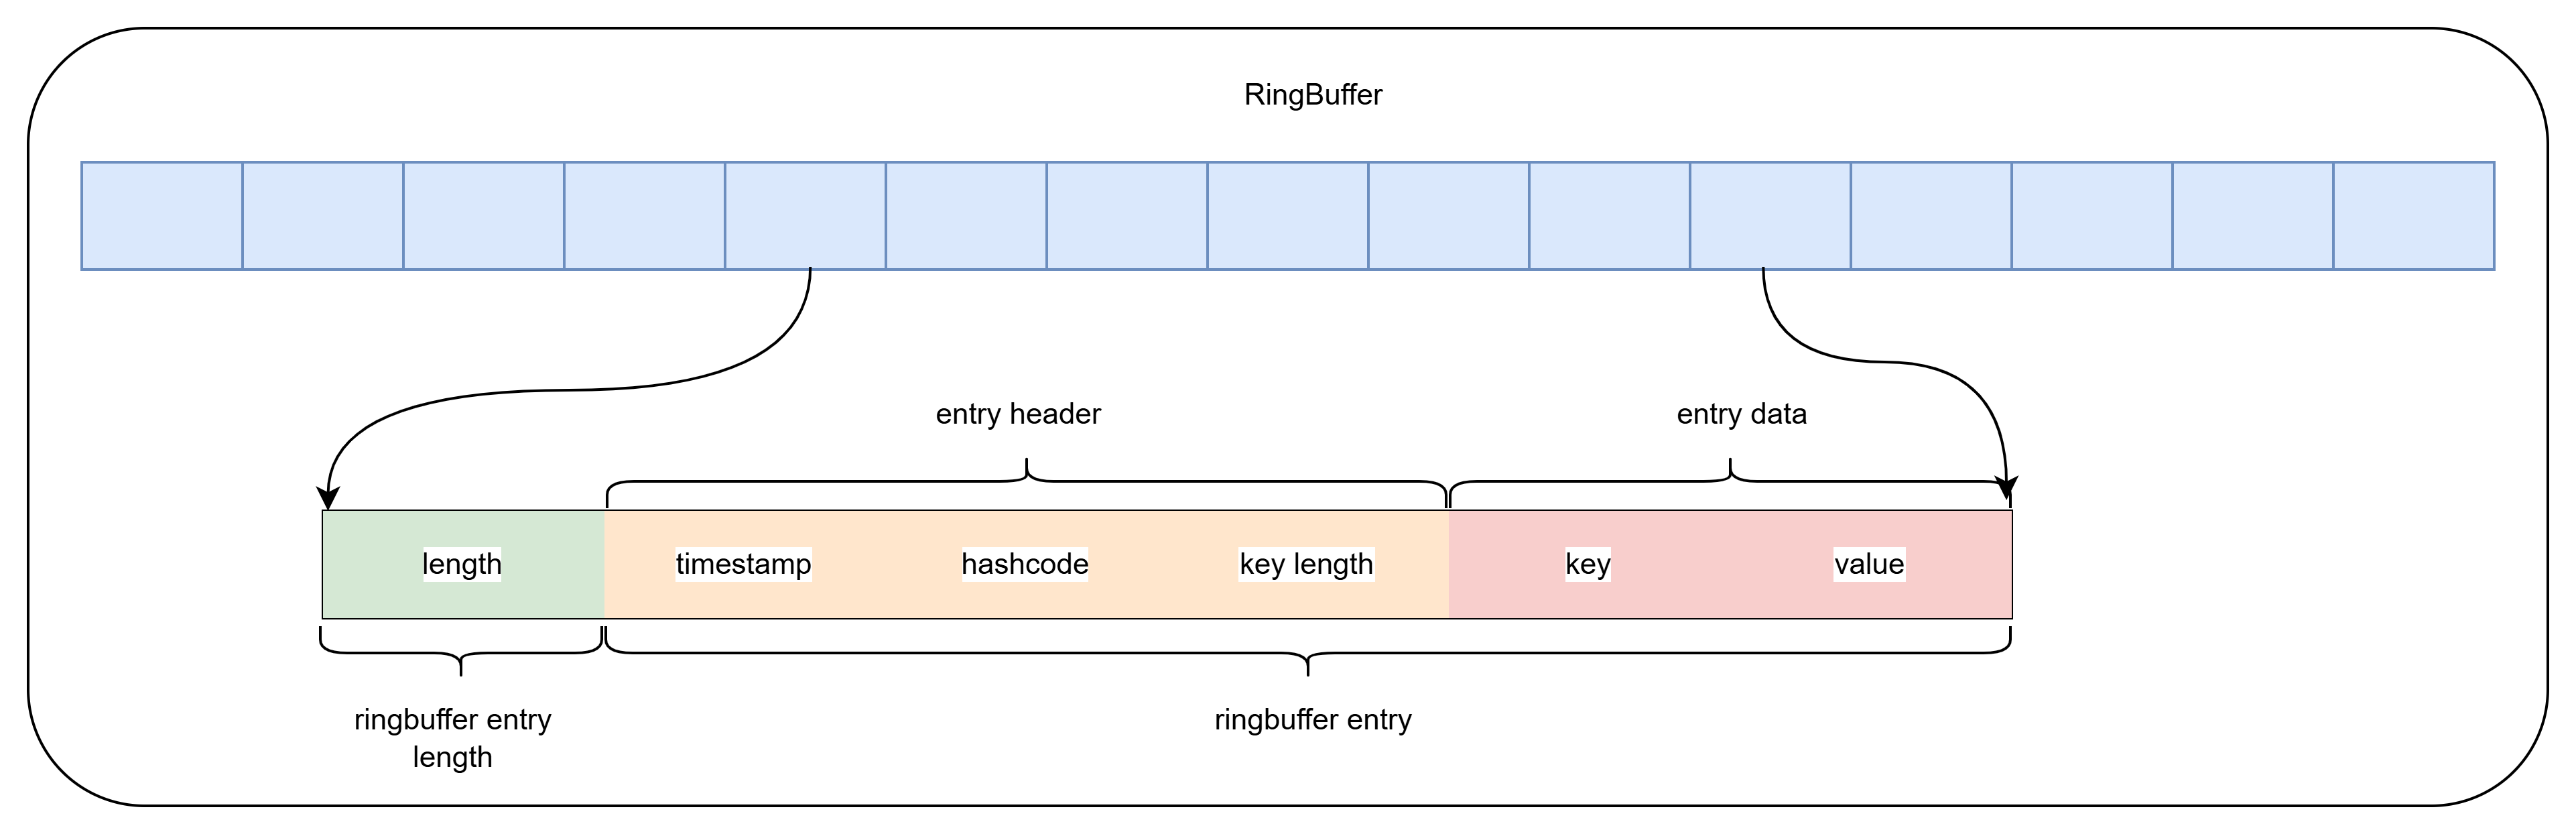 RingBuffer
entry header
entry data
length
timestamp
hashcode
key length
key
value
ringbuffer entry
length
ringbuffer entry